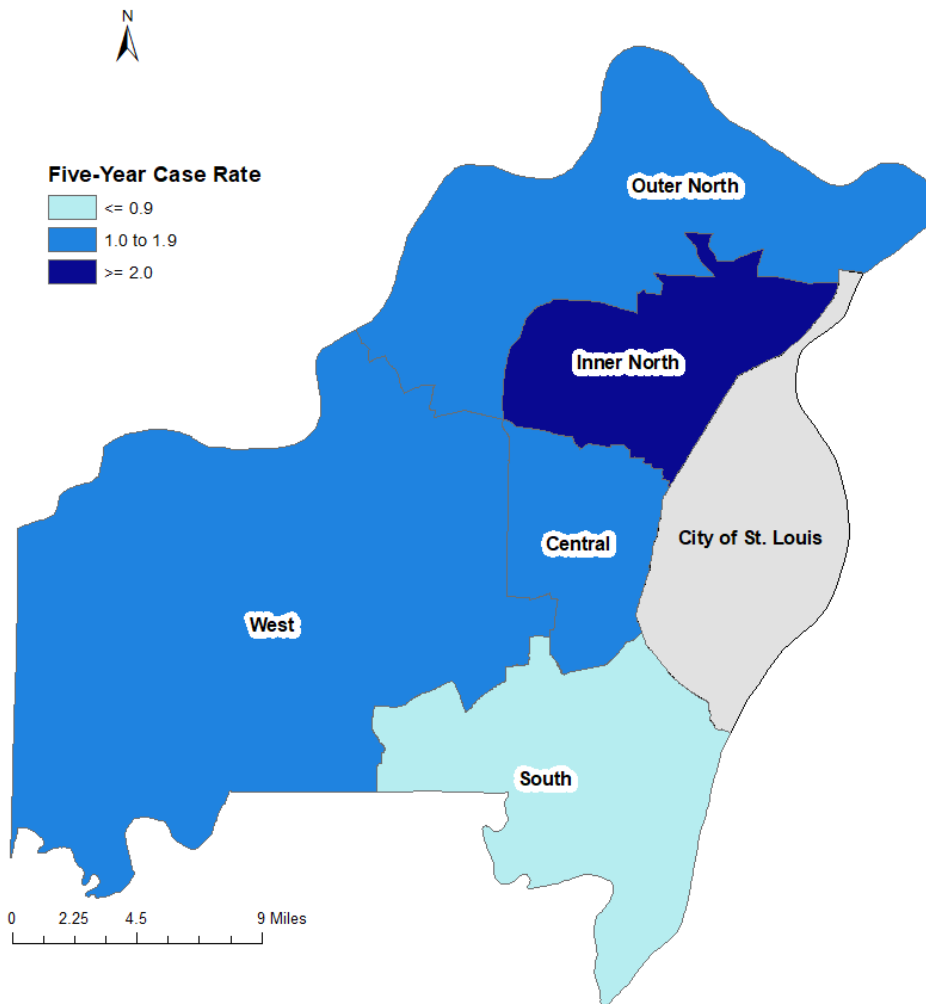 N
Five-Year Case Rate
<= 0.9
1.0 to 1.9
>= 2.0
Outer North
Inner North
Central
City of St. Louis
West
South
0 2.25 4.5 9 Miles